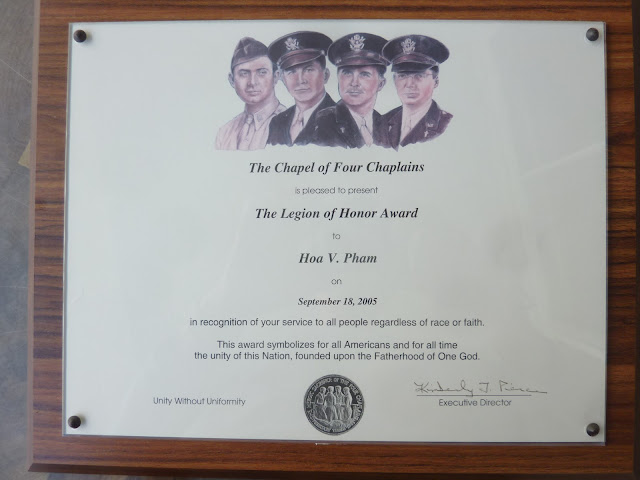 The Chapel of Four Chaplains
is pleased to present
The Legion of Honor Award
to
Hoa V. Pham
on
September 18, 2005
in recognition of your service to all people regardless of race or faith.
This award symbolizes for all Americans and for all time
the unity of this Nation, founded upon the Fatherhood of One God.
Unity Without Uniformity
Executive Director